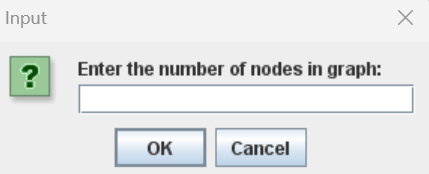 Input
Enter the number of nodes in graph:
OK
Cancel